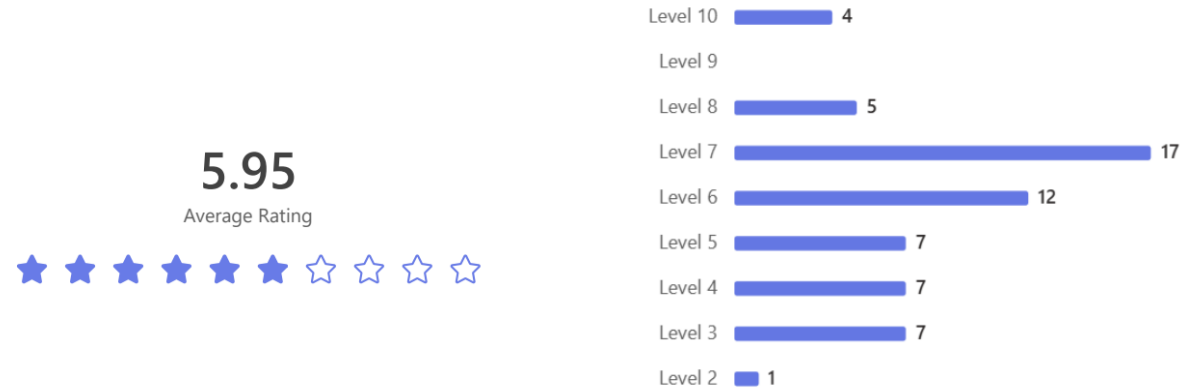 5.95
Average Rating
Level 10 4
Level 9
Level 8 5
Level 7 17
Level 6 12
Level 5 7
Level 4 7
Level 3 7
Level 2 1